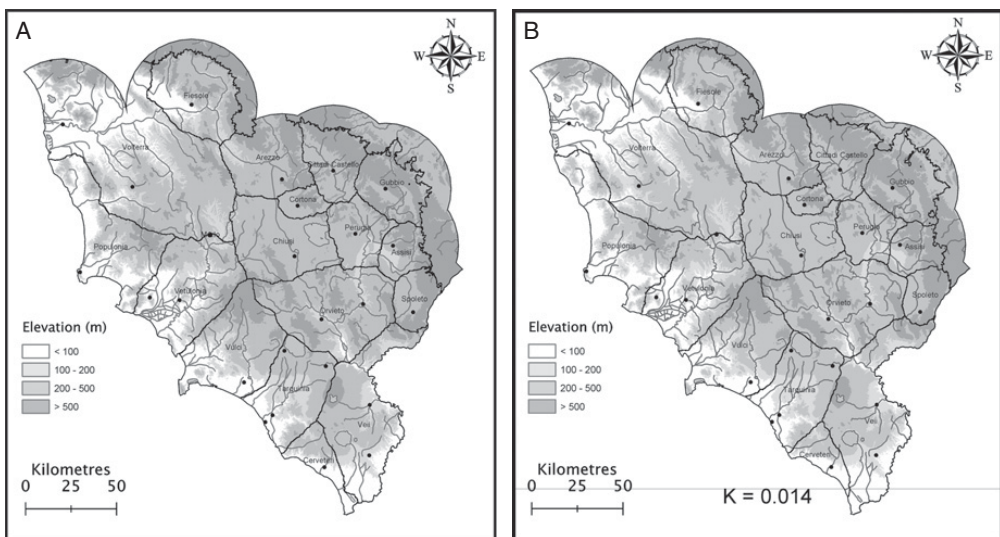 A
N
W E
S
Fiesole
Volterra
Arezzo
Città di Castello
Gubbio
Cortona
Perugia
Chiusi
Assisi
Populonia
Vetulonia
Spoleto
Orvieto
Vulci
Tarquinia
Veii
Cerveteri
Elevation (m)
< 100
100 - 200
200 - 500
> 500
Kilometres
0 25 50
B
N
W E
S
Fiesole
Volterra
Arezzo
Città di Castello
Gubbio
Cortona
Perugia
Chiusi
Assisi
Populonia
Spoleto
Orvieto
Vulci
Tarquinia
Veii
Cerveteri
Elevation (m)
< 100
100 - 200
200 - 500
> 500
Kilometres
0 25 50
K = 0.014